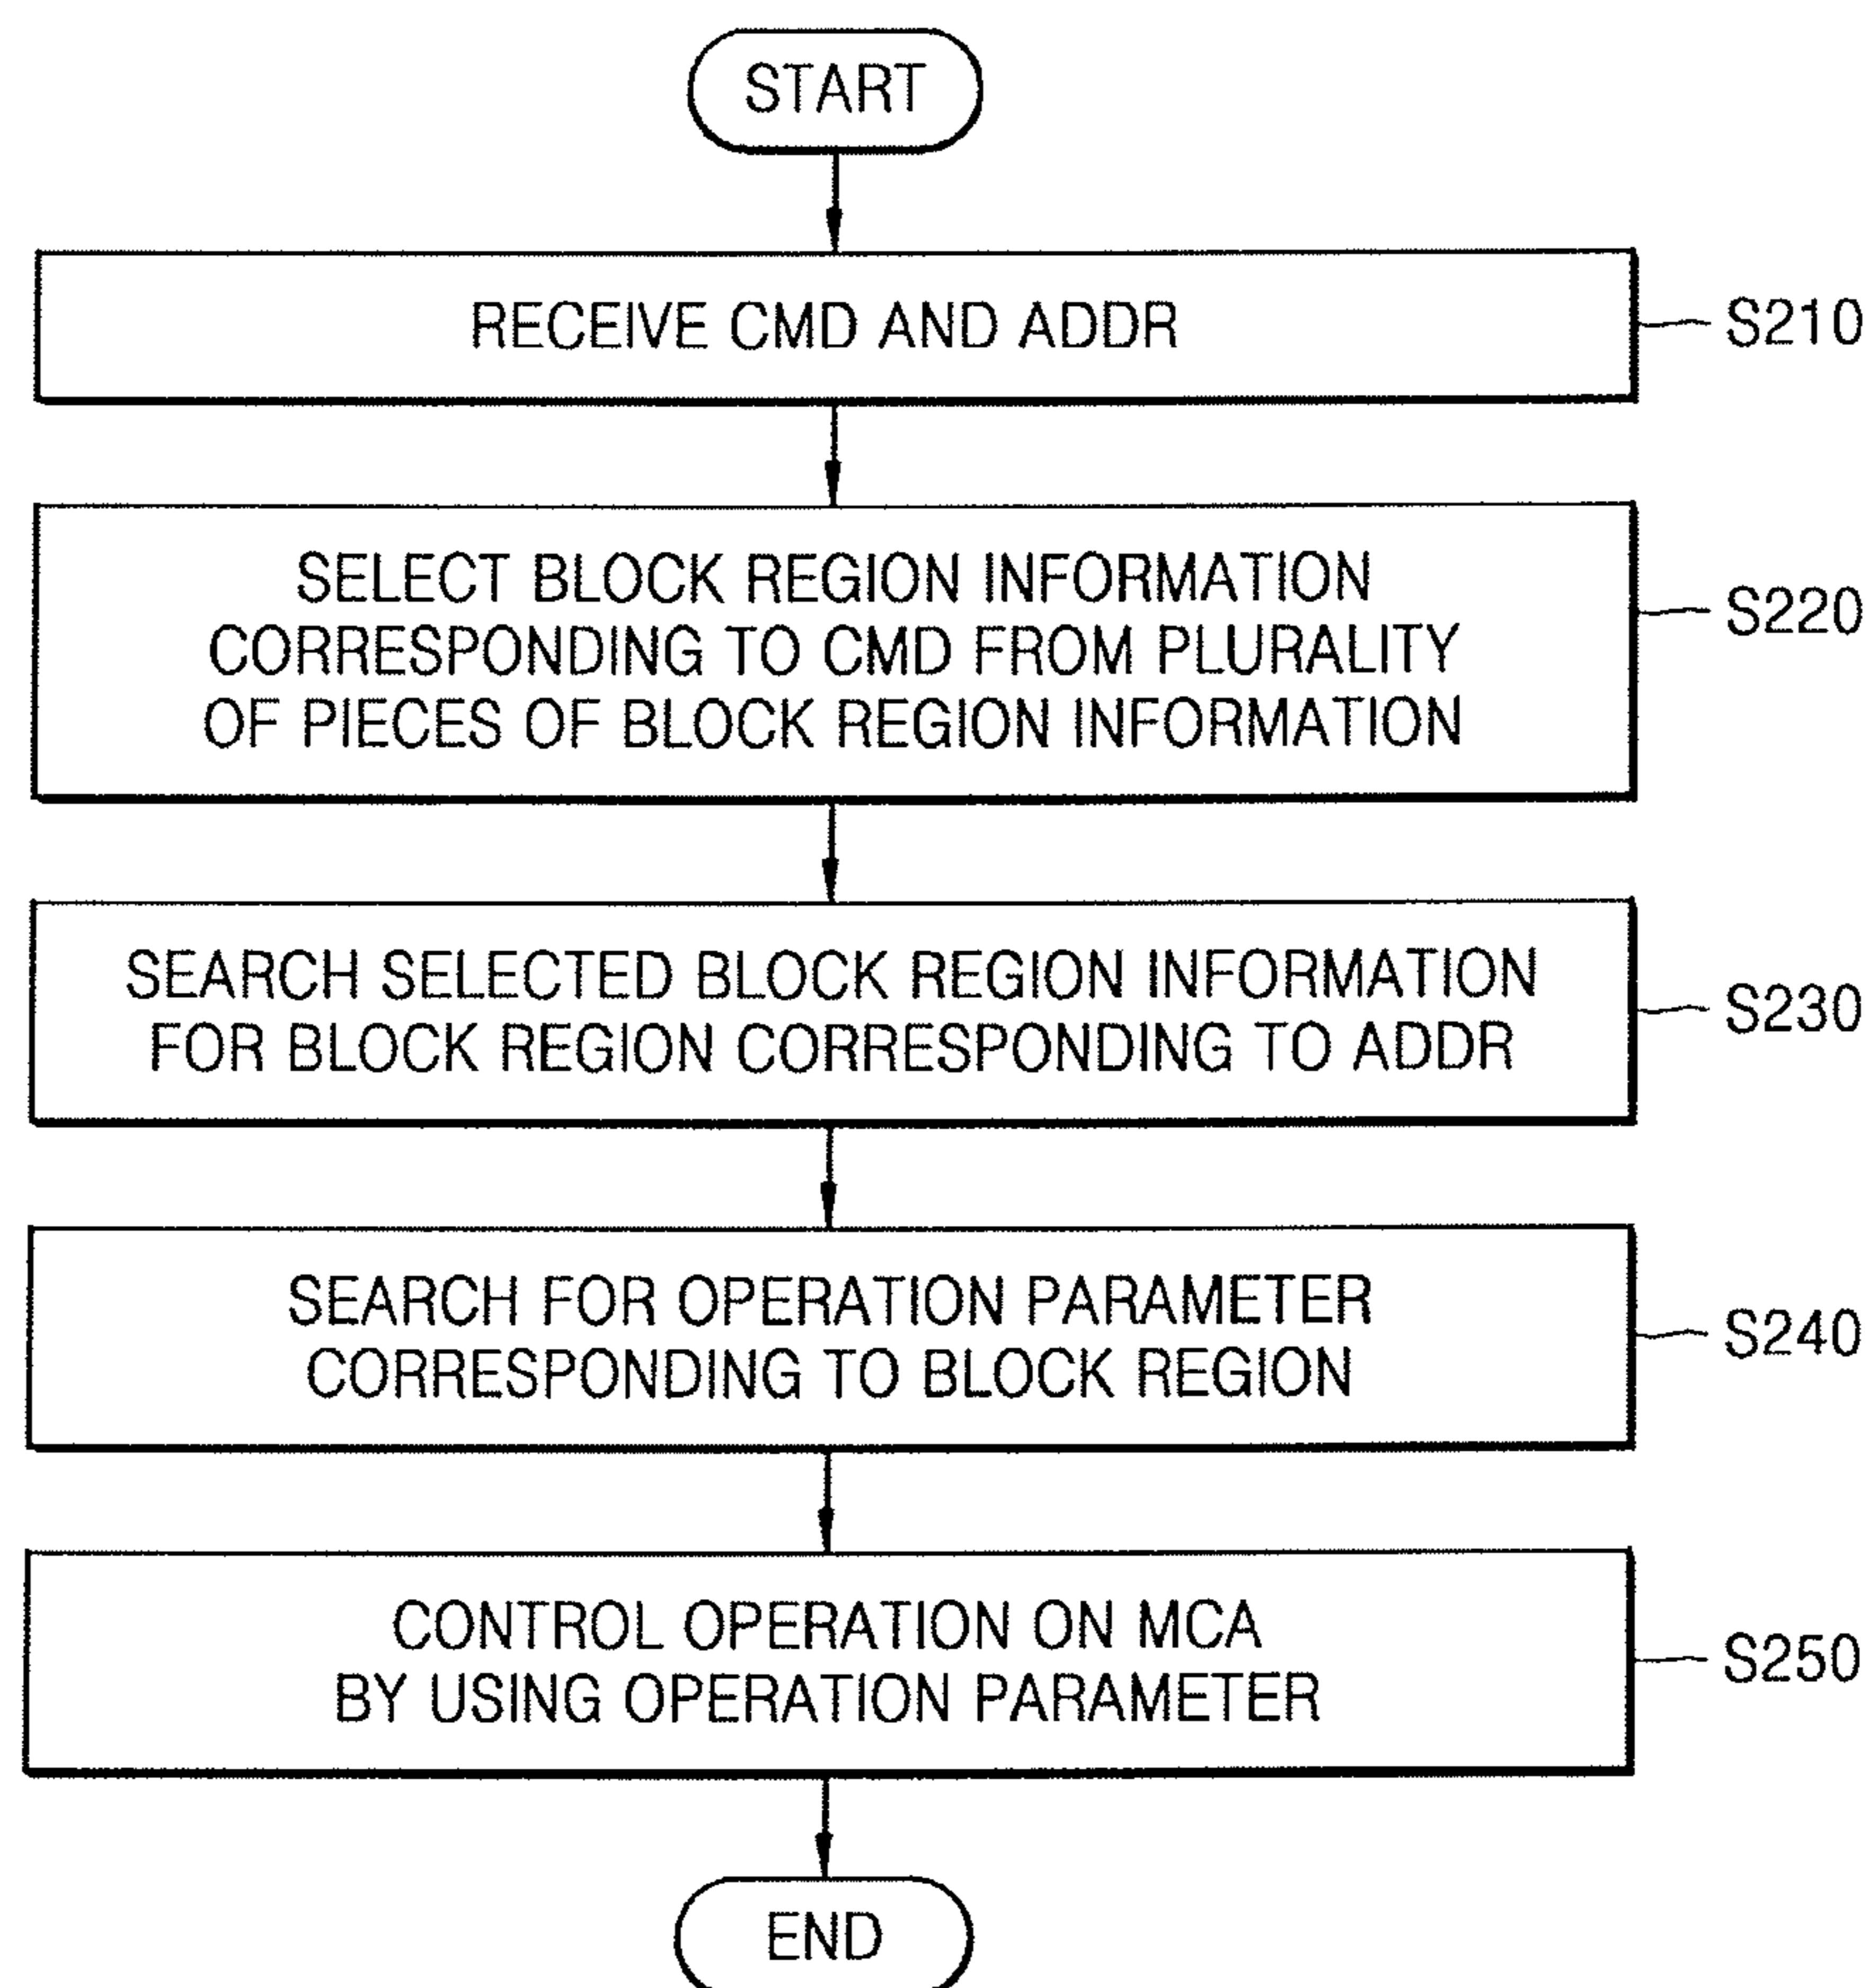 START
RECEIVE CMD AND ADDR
S210
SELECT BLOCK REGION INFORMATION
CORRESPONDING TO CMD FROM PLURALITY
OF PIECES OF BLOCK REGION INFORMATION
S220
SEARCH SELECTED BLOCK REGION INFORMATION
FOR BLOCK REGION CORRESPONDING TO ADDR
S230
SEARCH FOR OPERATION PARAMETER
CORRESPONDING TO BLOCK REGION
S240
CONTROL OPERATION ON MCA
BY USING OPERATION PARAMETER
S250
END